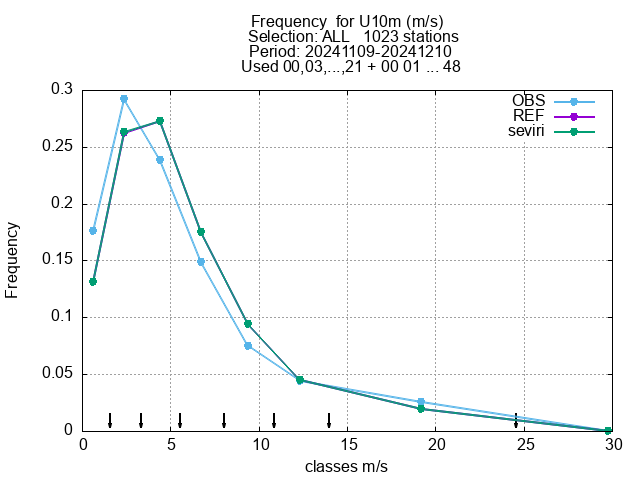 Frequency  for U10m (m/s)
Selection: ALL   1023 stations
Period: 20241109-20241210
Used 00,03,...,21 + 00 01 ... 48
OBS
REF
seviri
0.3
0.25
0.2
0.15
0.1
0.05
0
Frequency
0 5 10 15 20 25 30
classes m/s